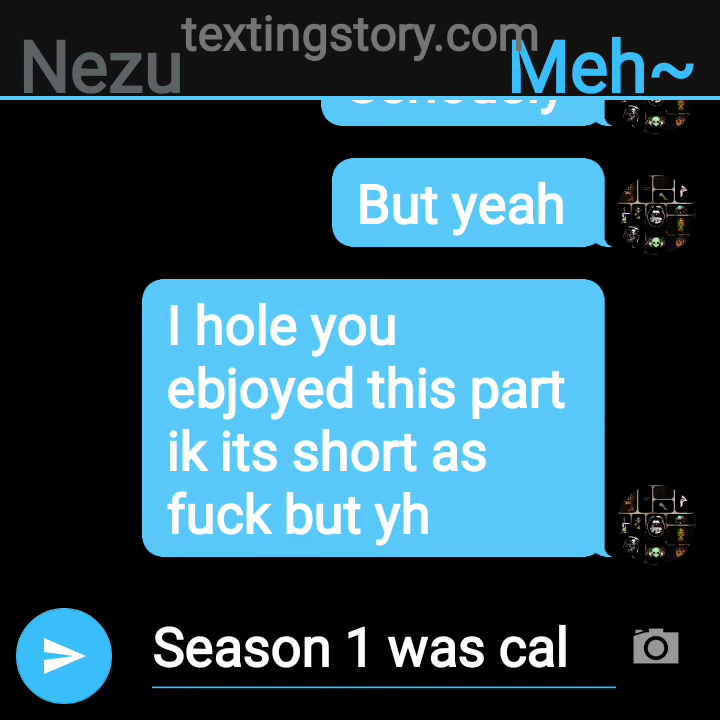 textingstory.com
Nezu
Meh~
But yeah
I hole you
ebjoyed this part
ik its short as
fuck but yh
Season 1 was cal